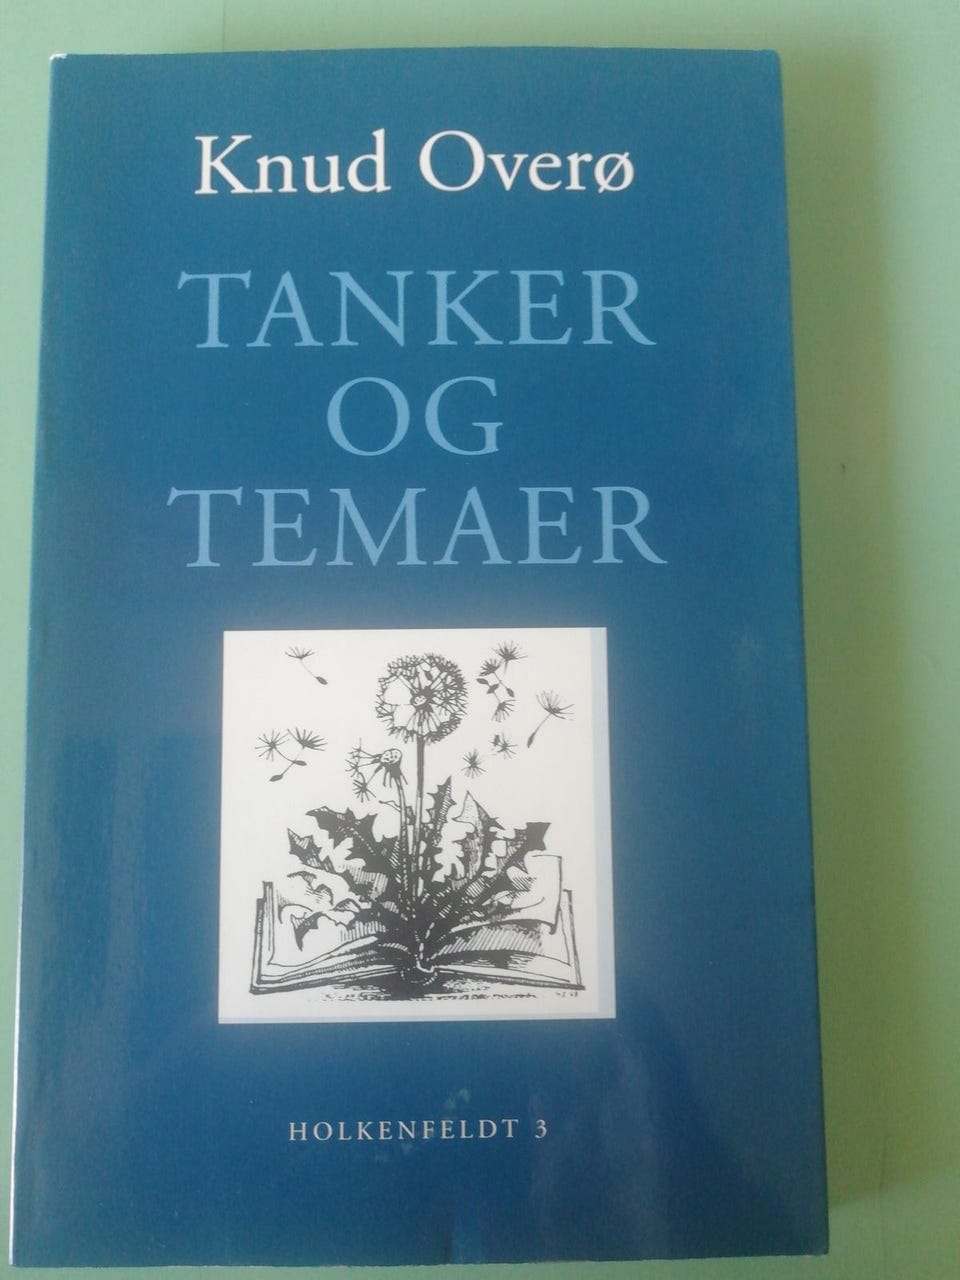 Knud Overø
TANKER
OG
TEMAER
HOLKENFELDT 3